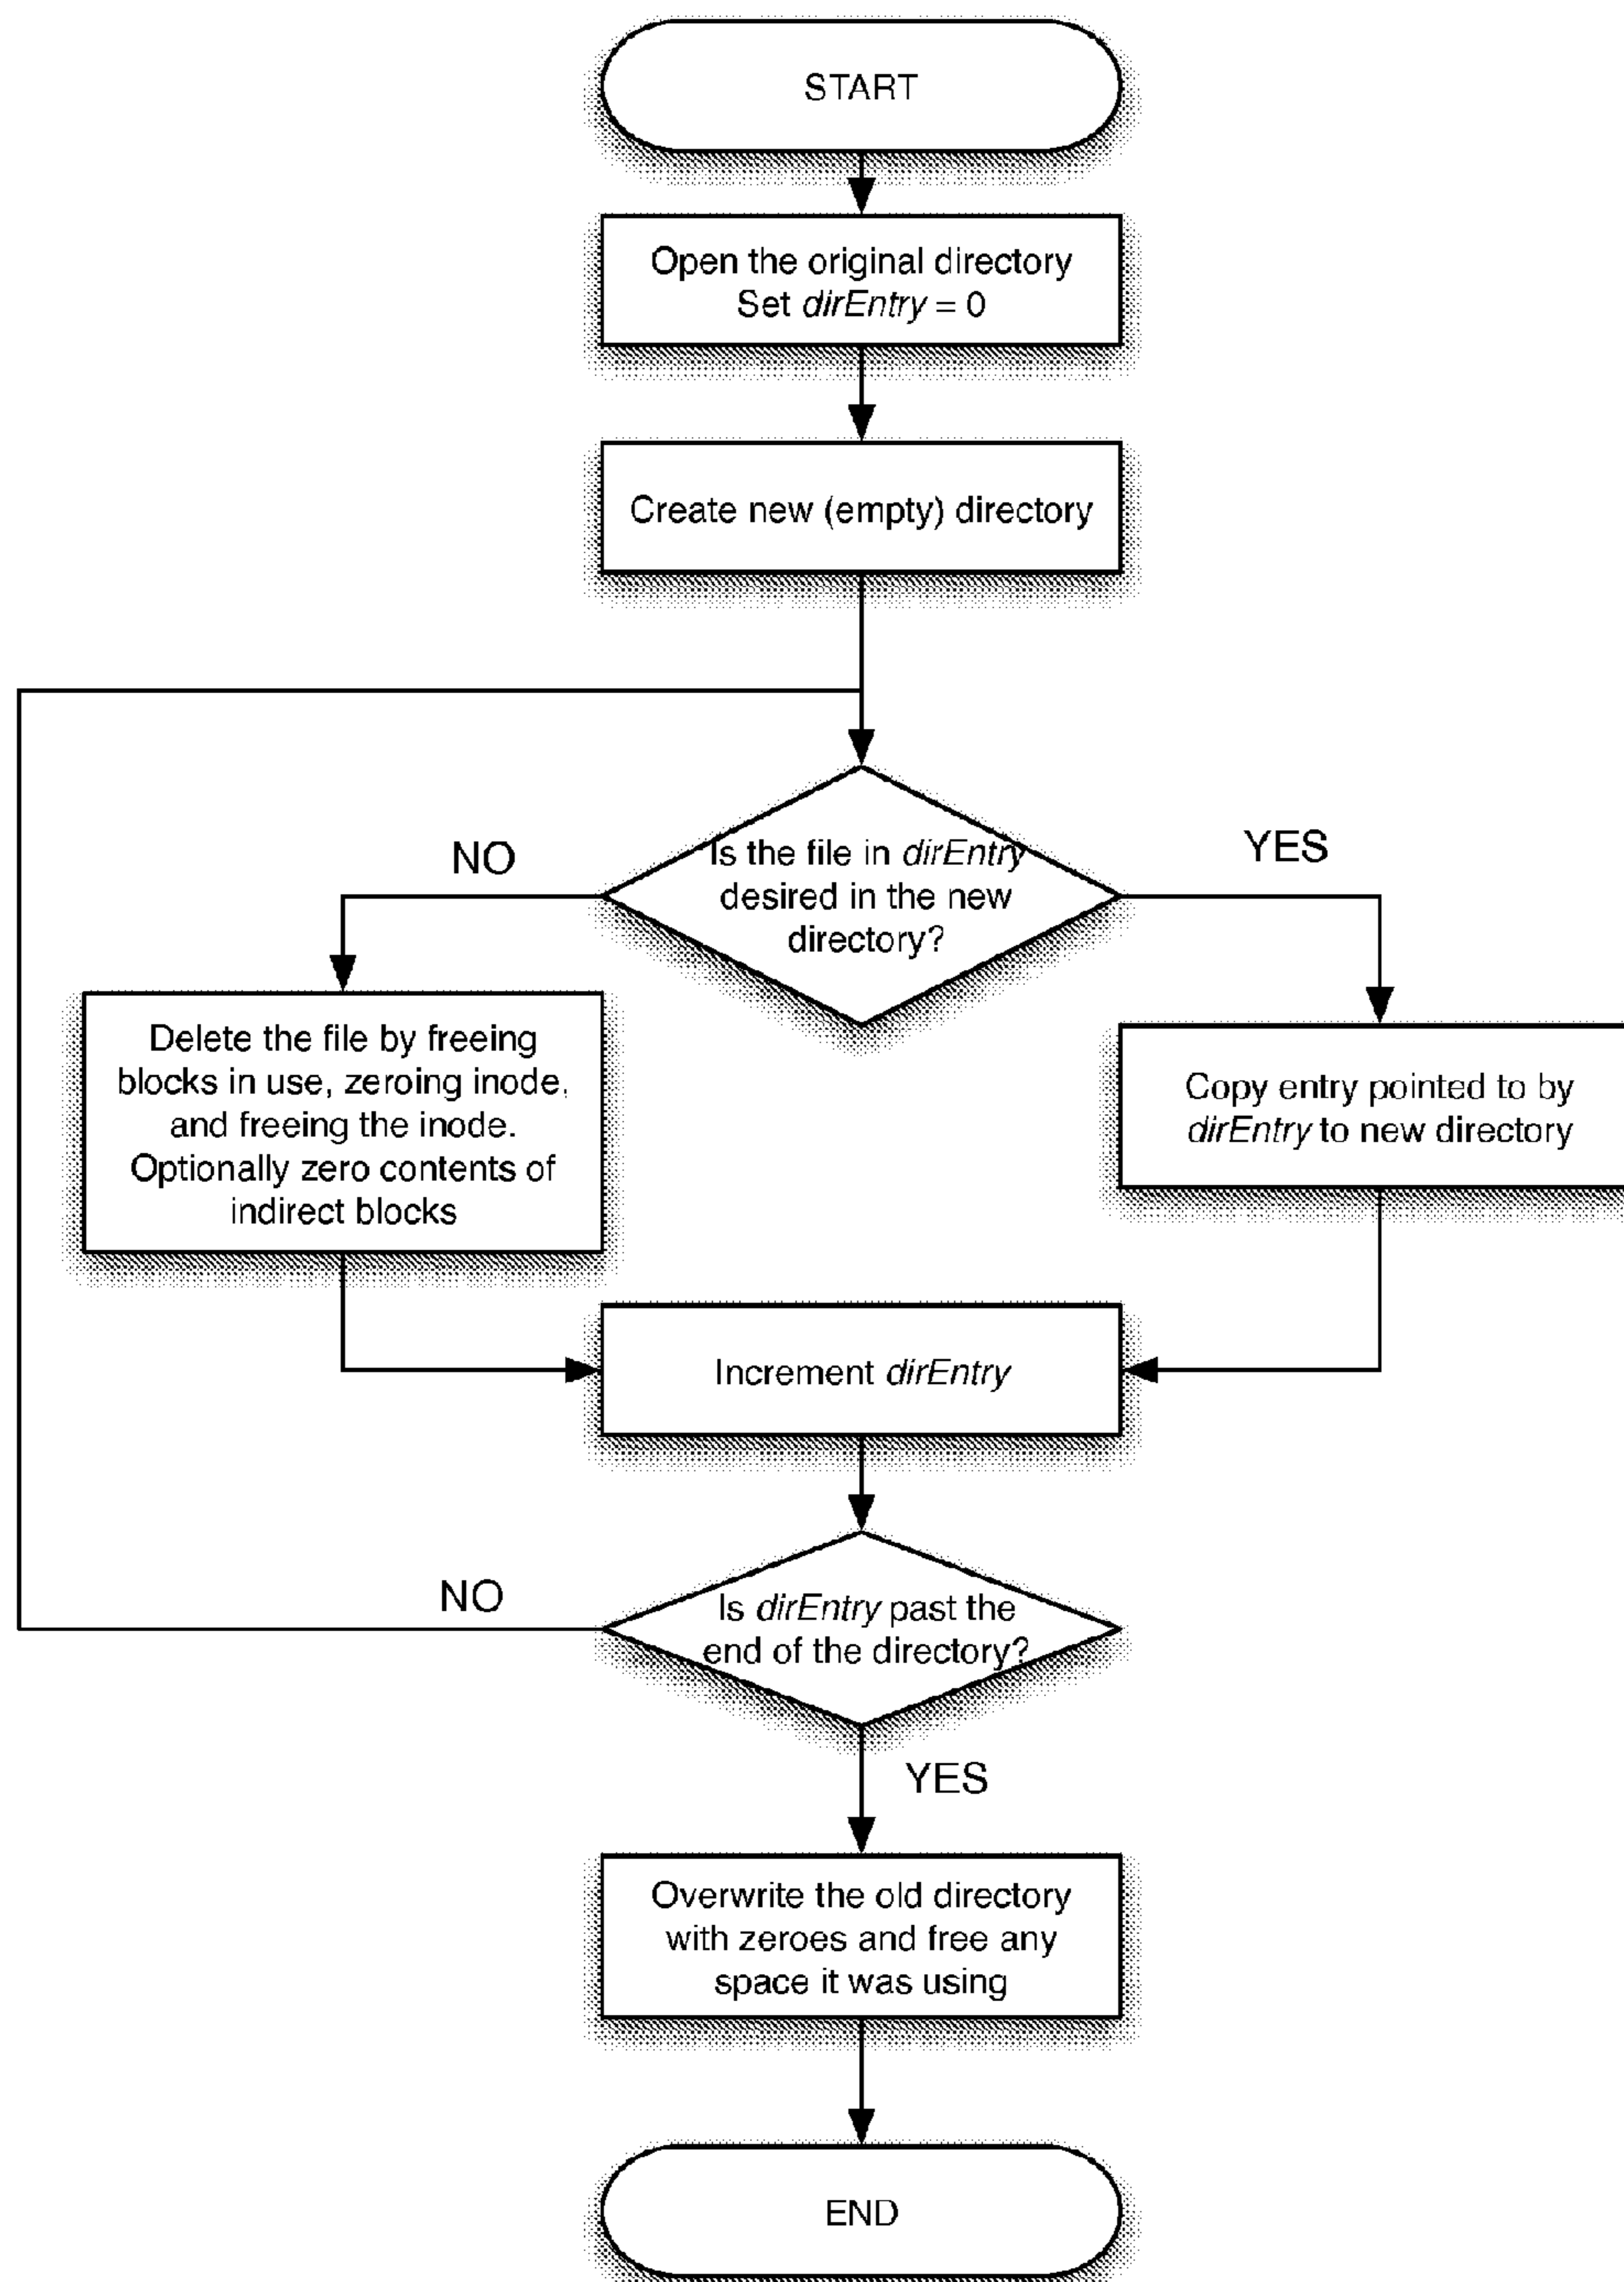 START
Open the original directory
Set dirEntry = 0
Create new (empty) directory
Is the file in dirEntry
desired in the new
directory?
NO
YES
Delete the file by freeing
blocks in use, zeroing inode,
and freeing the inode.
Optionally zero contents of
indirect blocks
Copy entry pointed to by
dirEntry to new directory
Increment dirEntry
Is dirEntry past the
end of the directory?
NO
YES
Overwrite the old directory
with zeroes and free any
space it was using
END